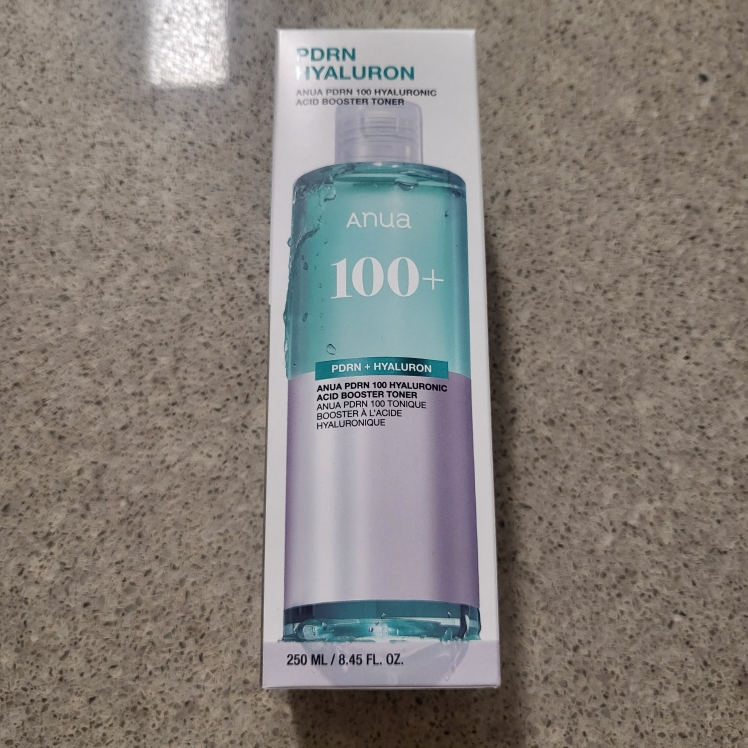 PDRN
HYALURON
ANUA PDRN 100 HYALURONIC
ACID BOOSTER TONER
Anua
100+
PDRN + HYALURON
ANUA PDRN 100 HYALURONIC
ACID BOOSTER TONER
ANUA PDRN 100 TONIQUE
BOOSTER À L'ACIDE
HYALURONIQUE
250 ML / 8.45 FL. OZ.